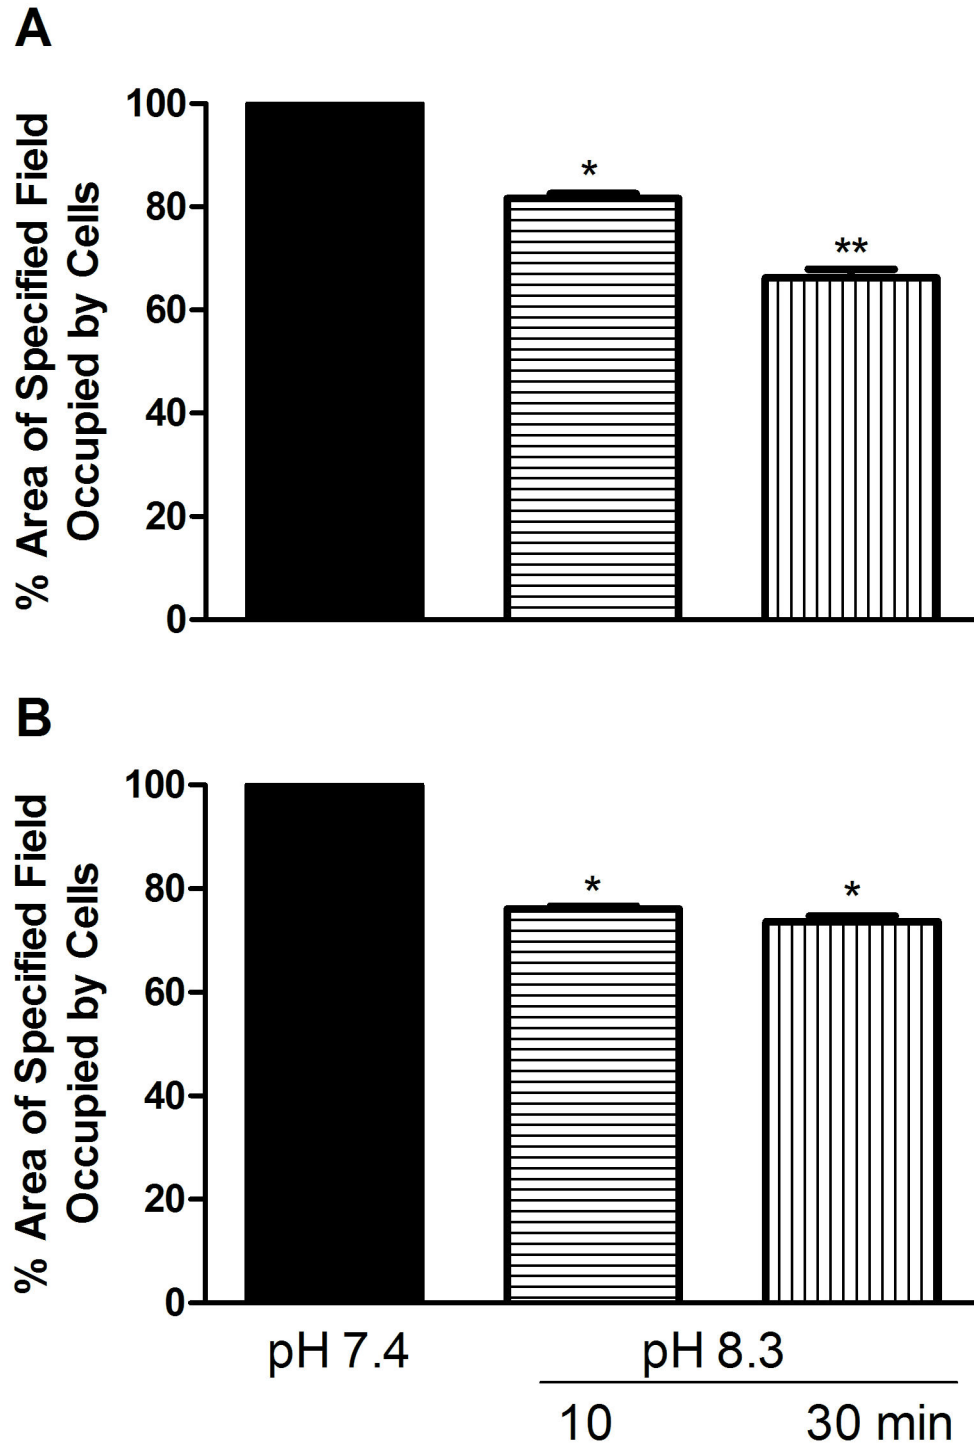 A
% Area of Specified Field
Occupied by Cells
100
80
60
40
20
0
*
**
B
% Area of Specified Field
Occupied by Cells
100
80
60
40
20
0
*
*
pH 7.4
pH 8.3
10
30 min